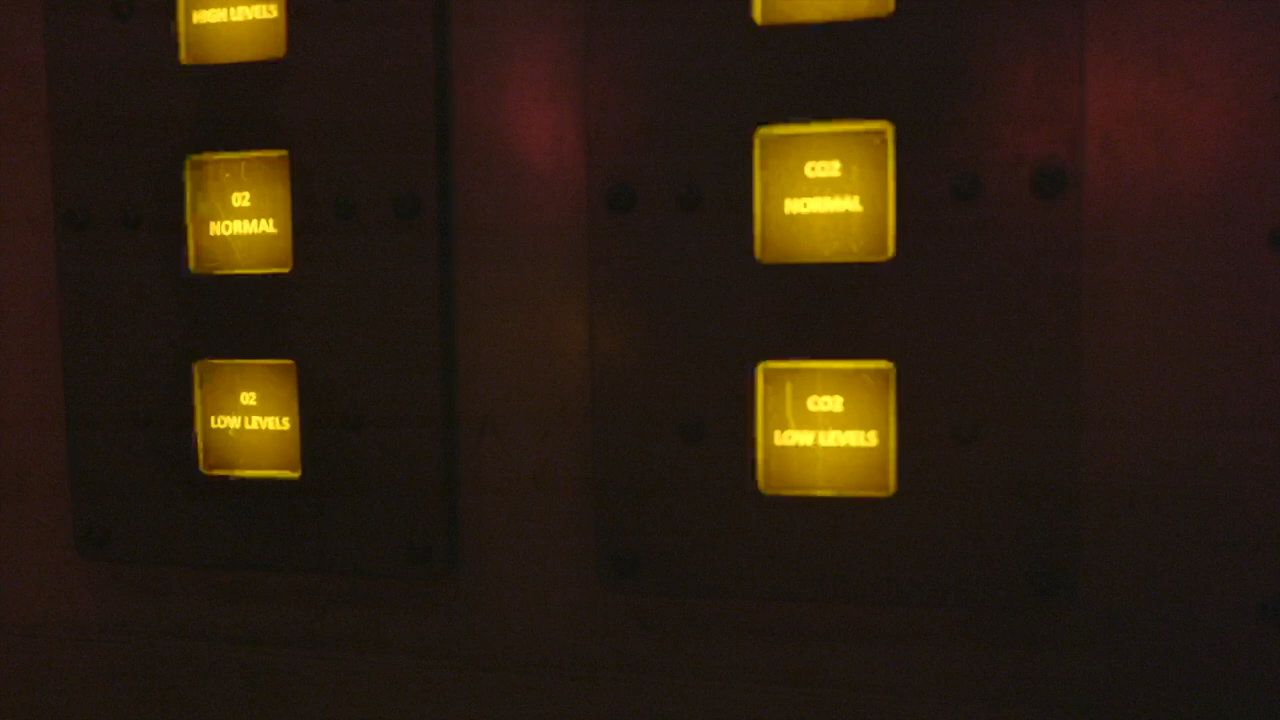 HIGH LEVELS
02
NORMAL
02
LOW LEVELS
CO2
NORMAL
CO2
LOW LEVELS